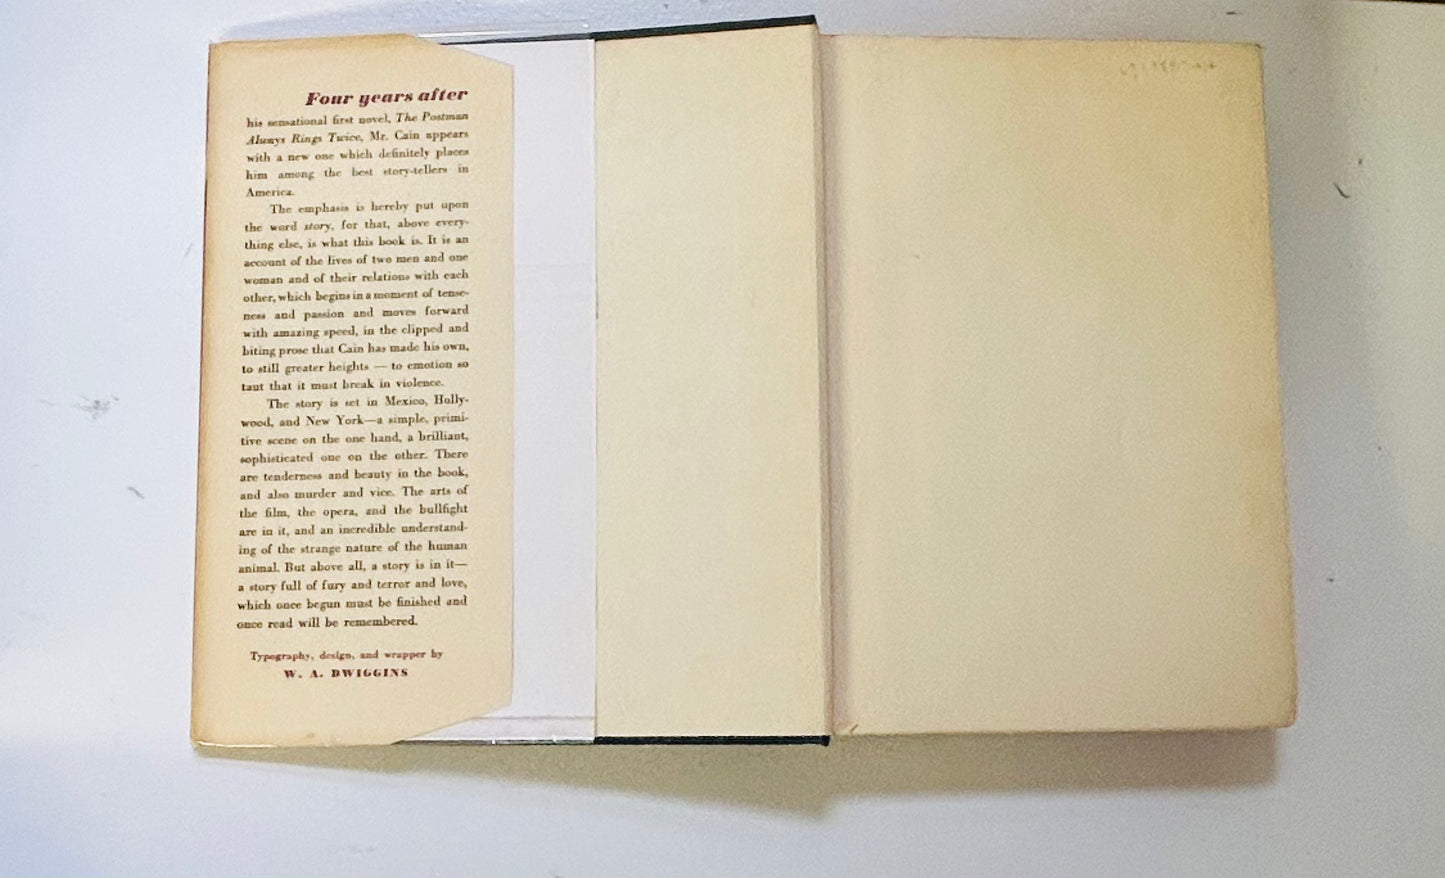 Four years after
his sensational first novel, The Postman
Always Rings Twice, Mr. Cain appears
with a new one which definitely places
him among the best story-tellers in
America.
The emphasis is hereby put upon
the word story, for that, above every-
thing else, is what this book is. It is an
account of the lives of two men and one
woman and of their relations with each
other, which begins in a moment of tense-
ness and passion and moves forward
with amazing speed, in the clipped and
biting prose that Cain has made his own,
to still greater heights — to emotion so
taut that it must break in violence.
The story is set in Mexico, Holly-
wood, and New York—a simple, primi-
tive scene on the one hand, a brilliant,
sophisticated one on the other. There
are tenderness and beauty in the book,
and also murder and vice. The arts of
the film, the opera, and the bullfight
are in it, and an incredible understand-
ing of the strange nature of the human
animal. But above all, a story is in it—
a story full of fury and terror and love,
which once begun must be finished and
once read will be remembered.
Typography, design, and wrapper by
W. A. DWIGGINS